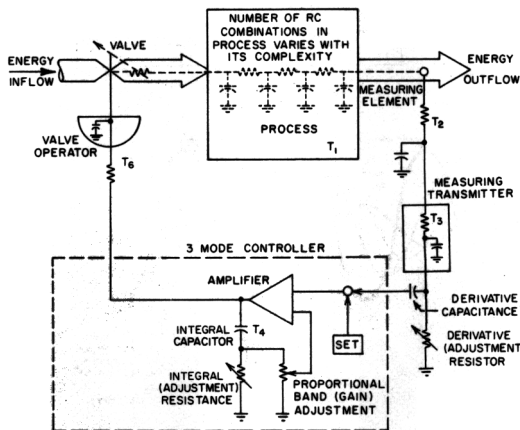 NUMBER OF RC
COMBINATIONS IN
PROCESS VARIES WITH
ITS COMPLEXITY
VALVE
ENERGY
INFLOW
ENERGY
OUTFLOW
MEASURING
ELEMENT
PROCESS
T1
T2
VALVE
OPERATOR
T6
MEASURING
TRANSMITTER
T3
3 MODE CONTROLLER
AMPLIFIER
INTEGRAL
CAPACITOR
T4
SET
DERIVATIVE
CAPACITANCE
DERIVATIVE
(ADJUSTMENT
RESISTOR
INTEGRAL
(ADJUSTMENT)
RESISTANCE
PROPORTIONAL
BAND (GAIN)
ADJUSTMENT